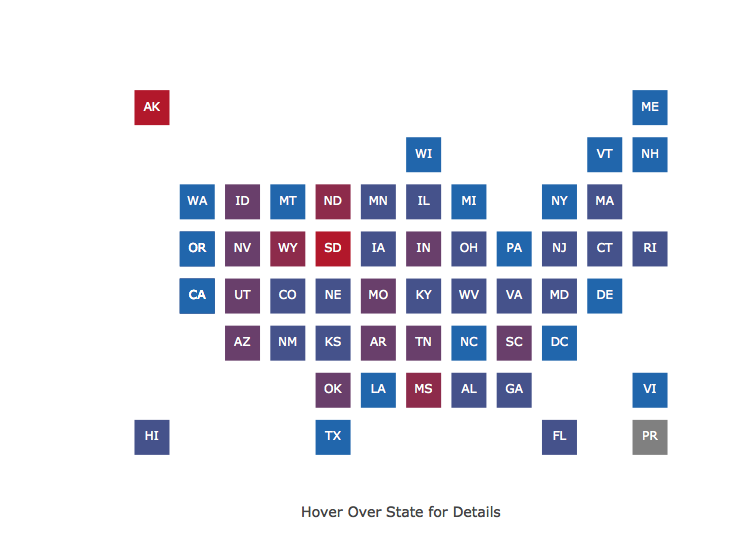 AK ME
WI VT NH
WA ID MT ND MN IL MI NY MA
OR NV WY SD IA IN OH PA NJ CT RI
CA UT CO NE MO KY WV VA MD DE
AZ NM KS AR TN NC SC DC
OK LA MS AL GA VI
HI TX FL PR
Hover Over State for Details